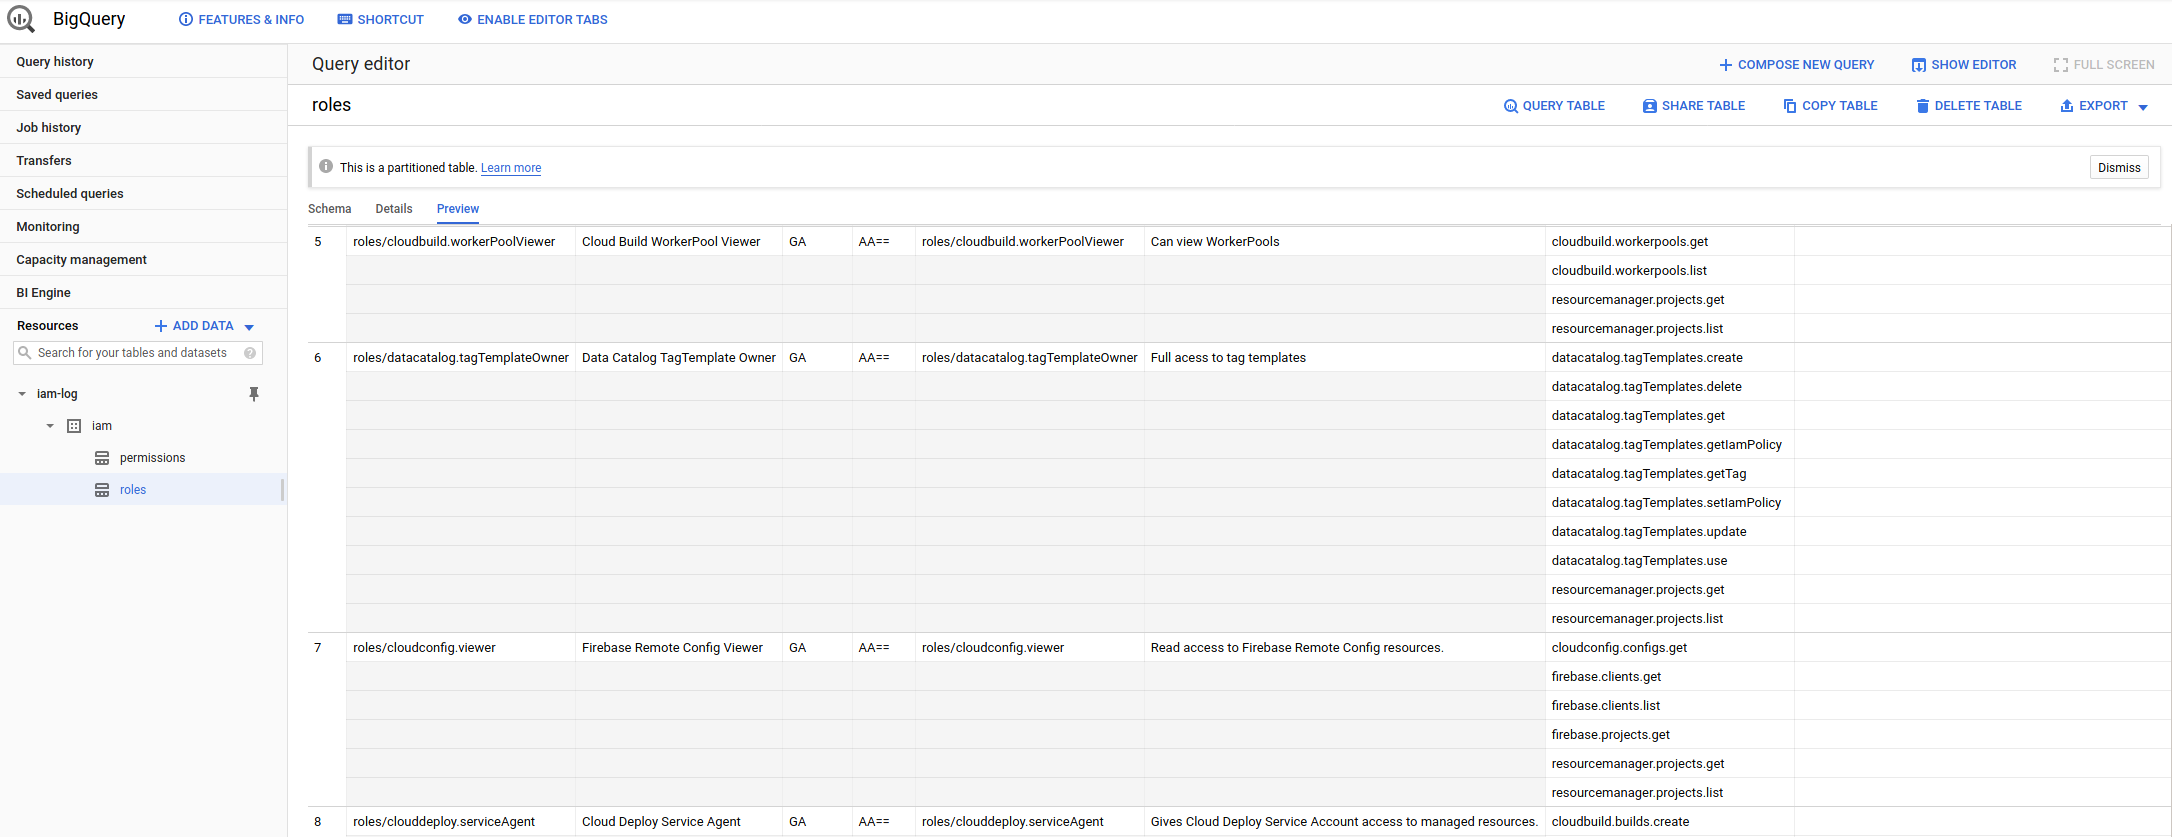 BigQuery FEATURES & INFO SHORTCUT ENABLE EDITOR TABS
Query history
Saved queries
Job history
Transfers
Scheduled queries
Monitoring
Capacity management
BI Engine
Resources ADD DATA
Search for your tables and datasets
iam-log
iam
permissions
roles
Query editor COMPOSE NEW QUERY SHOW EDITOR FULL SCREEN
roles QUERY TABLE SHARE TABLE COPY TABLE DELETE TABLE EXPORT
This is a partitioned table. Learn more Dismiss
Schema Details Preview
5 roles/cloudbuild.workerPoolViewer Cloud Build WorkerPool Viewer GA AA== roles/cloudbuild.workerPoolViewer Can view WorkerPools cloudbuild.workerpools.get
cloudbuild.workerpools.list
resourcemanager.projects.get
resourcemanager.projects.list
6 roles/datacatalog.tagTemplateOwner Data Catalog TagTemplate Owner GA AA== roles/datacatalog.tagTemplateOwner Full acess to tag templates datacatalog.tagTemplates.create
datacatalog.tagTemplates.delete
datacatalog.tagTemplates.get
datacatalog.tagTemplates.getIamPolicy
datacatalog.tagTemplates.getTag
datacatalog.tagTemplates.setIamPolicy
datacatalog.tagTemplates.update
datacatalog.tagTemplates.use
resourcemanager.projects.get
resourcemanager.projects.list
7 roles/cloudconfig.viewer Firebase Remote Config Viewer GA AA== roles/cloudconfig.viewer Read access to Firebase Remote Config resources. cloudconfig.configs.get
firebase.clients.get
firebase.clients.list
firebase.projects.get
resourcemanager.projects.get
resourcemanager.projects.list
8 roles/clouddeploy.serviceAgent Cloud Deploy Service Agent GA AA== roles/clouddeploy.serviceAgent Gives Cloud Deploy Service Account access to managed resources. cloudbuild.builds.create